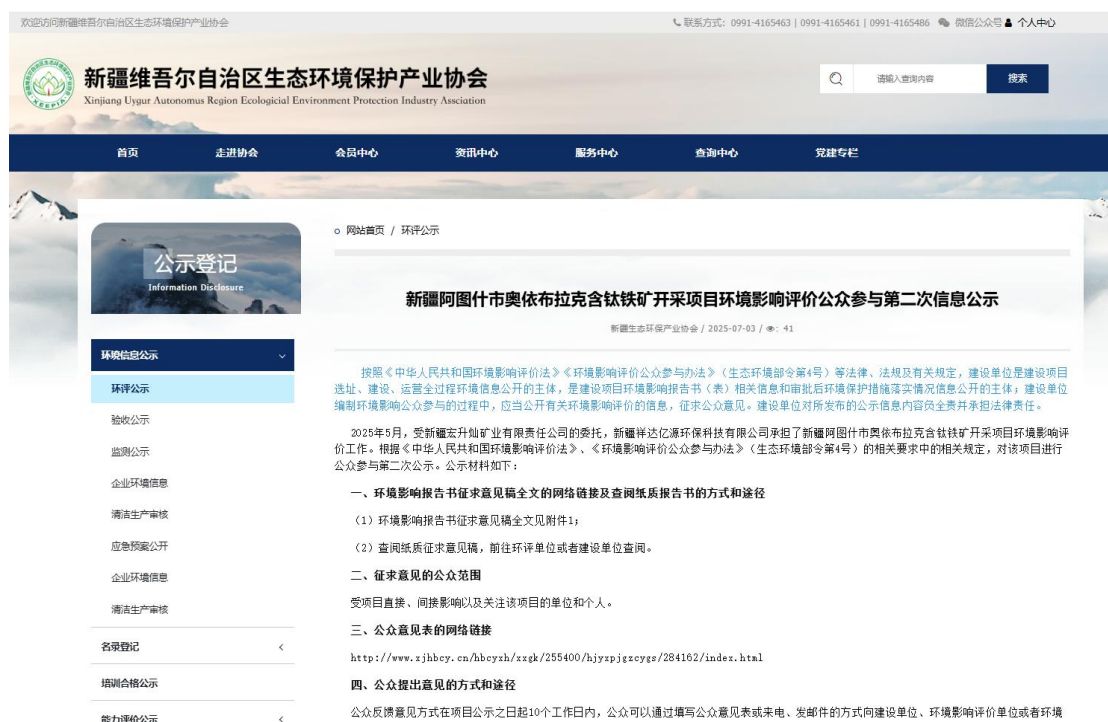 欢迎访问新疆维吾尔自治区生态环境保护产业协会
联系方式：0991-4165463 | 0991-4165461 | 0991-4165486 微信公众号 个人中心
新疆维吾尔自治区生态环境保护产业协会
Xinjiang Uygur Autonomus Region Ecologicial Environment Protection Industry Assciation
XEEPIA
请输入查询内容
搜索
首页 走进协会 会员中心 资讯中心 服务中心 查询中心 党建专栏
公示登记
Information Disclosure
环境信息公示
环评公示
验收公示
监测公示
企业环境信息
清洁生产审核
应急预案公开
企业环境信息
清洁生产审核
名录登记
培训合格公示
能力评价公示
网站首页 / 环评公示
新疆阿图什市奥依布拉克含钛铁矿开采项目环境影响评价公众参与第二次信息公示
新疆生态环保产业协会 / 2025-07-03 / : 41
按照《中华人民共和国环境影响评价法》《环境影响评价公众参与办法》（生态环境部令第4号）等法律、法规及有关规定，建设单位是建设项目
选址、建设、运营全过程环境信息公开的主体，是建设项目环境影响报告书（表）相关信息和审批后环境保护措施落实情况信息公开的主体；建设单位
编制环境影响公众参与的过程中，应当公开有关环境影响评价的信息，征求公众意见。建设单位对所发布的公示信息内容负全责并承担法律责任。
2025年5月，受新疆宏升灿矿业有限责任公司的委托，新疆祥达亿源环保科技有限公司承担了新疆阿图什市奥依布拉克含钛铁矿开采项目环境影响评
价工作。根据《中华人民共和国环境影响评价法》、《环境影响评价公众参与办法》（生态环境部令第4号）的相关要求中的相关规定，对该项目进行
公众参与第二次公示。公示材料如下：
一、环境影响报告书征求意见稿全文的网络链接及查阅纸质报告书的方式和途径
（1）环境影响报告书征求意见稿全文见附件1；
（2）查阅纸质征求意见稿，前往环评单位或者建设单位查阅。
二、征求意见的公众范围
受项目直接、间接影响以及关注该项目的单位和个人。
三、公众意见表的网络链接
http://www.xjhbcy.cn/hbcyxh/xxgk/255400/hjyxpjgzcygs/284162/index.html
四、公众提出意见的方式和途径
公众反馈意见方式在项目公示之日起10个工作日内，公众可以通过填写公众意见表或来电、发邮件的方式向建设单位、环境影响评价单位或者环境